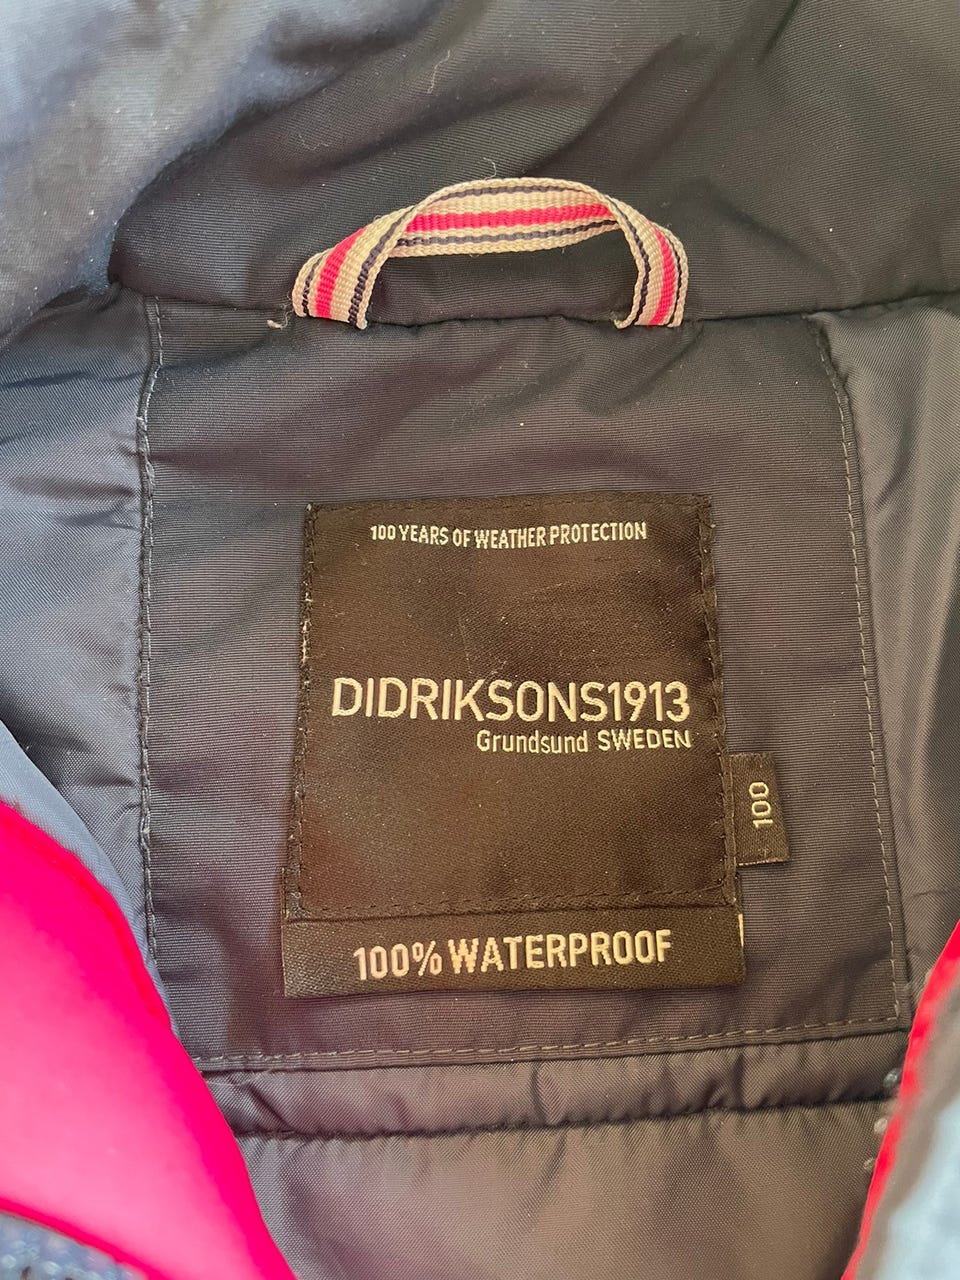 100 YEARS OF WEATHER PROTECTION
DIDRIKSONS1913
Grundsund SWEDEN
100
100% WATERPROOF